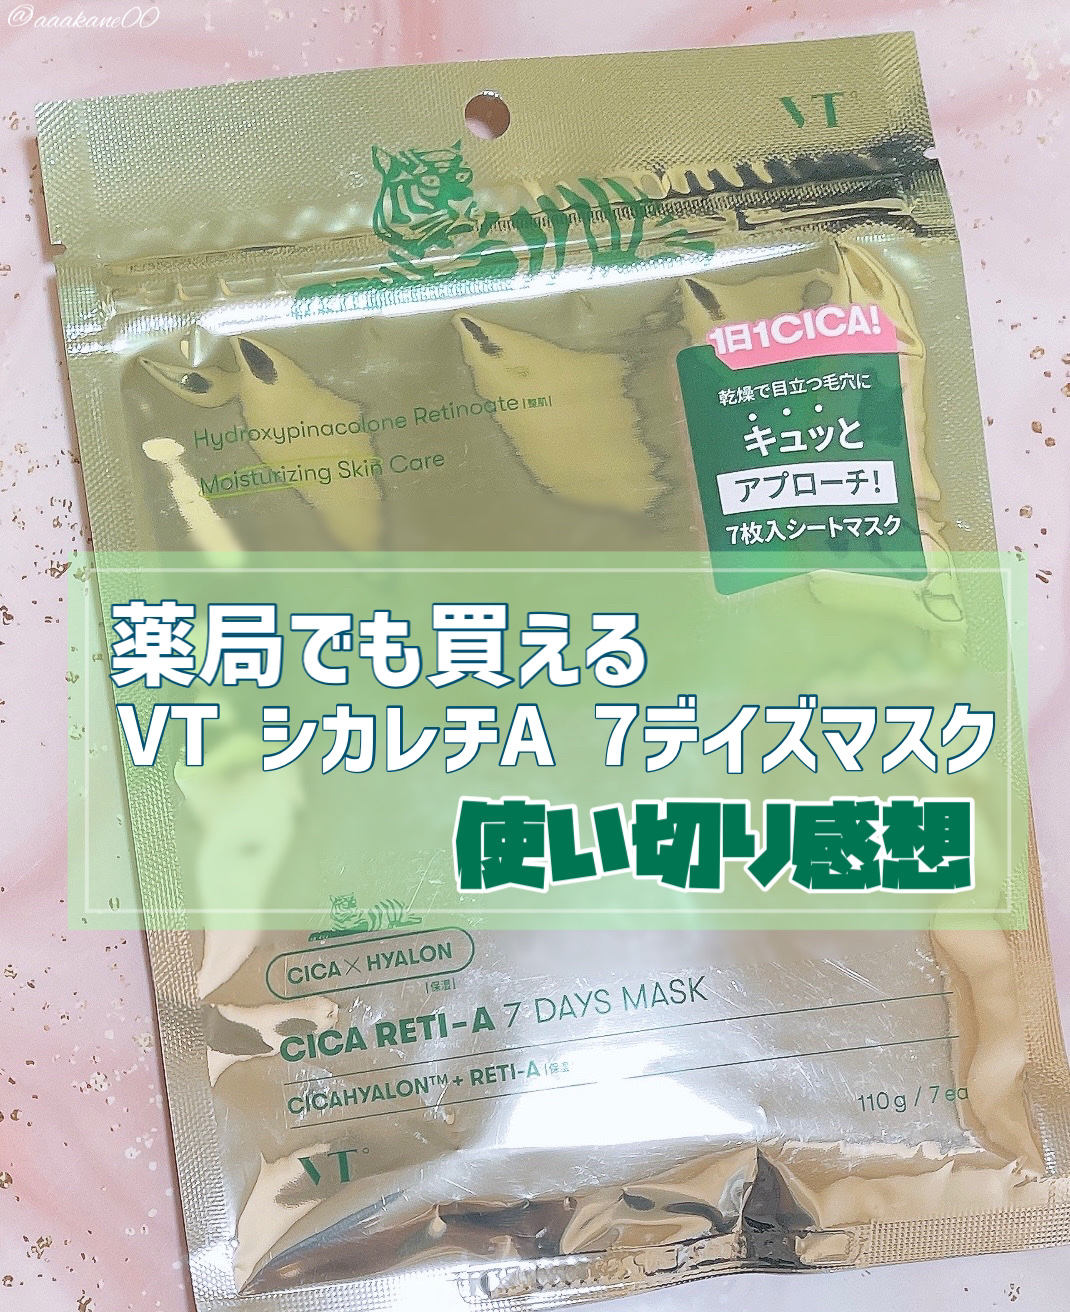 @aaakane00
VT
1日1CICA!
乾燥で目立つ毛穴に
キュッと
アプローチ!
7枚入シートマスク
Hydroxypinacolone Retinoate [整肌]
Moisturizing Skin Care
薬局でも買える
VT シカレチA 7デイズマスク
使い切り感想
CICA × HYALON
[保湿]
CICA RETI-A 7 DAYS MASK
CICAHYALON™ + RETI-A [保湿]
110g / 7 ea
VT